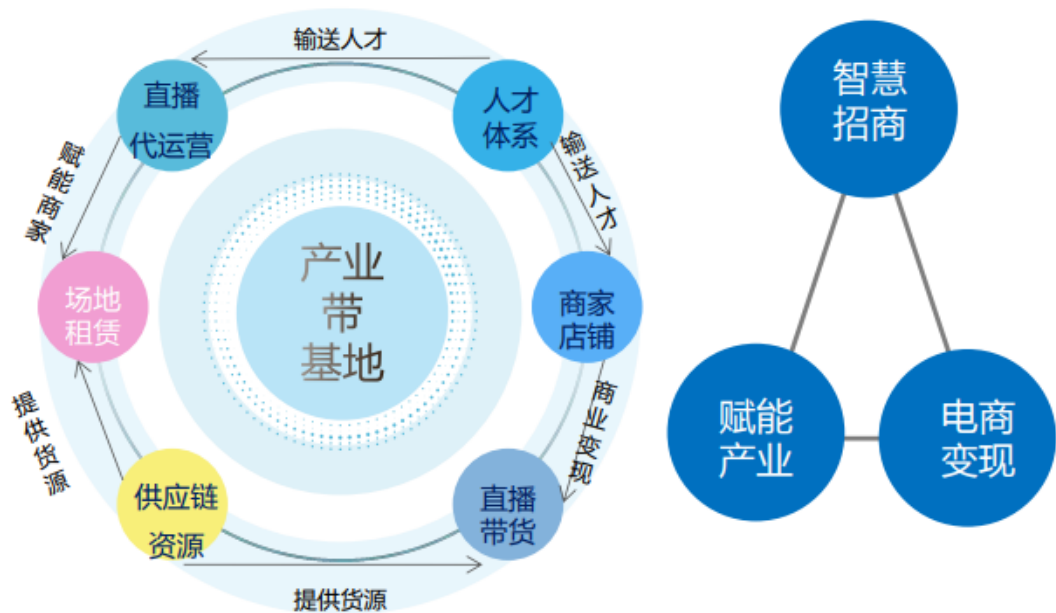 输送人才
直播
代运营
人才
体系
赋能商家
输送人才
产业
带
基地
场地
租赁
商家
店铺
提供货源
商业变现
供应链
资源
直播
带货
提供货源
智慧
招商
赋能
产业
电商
变现